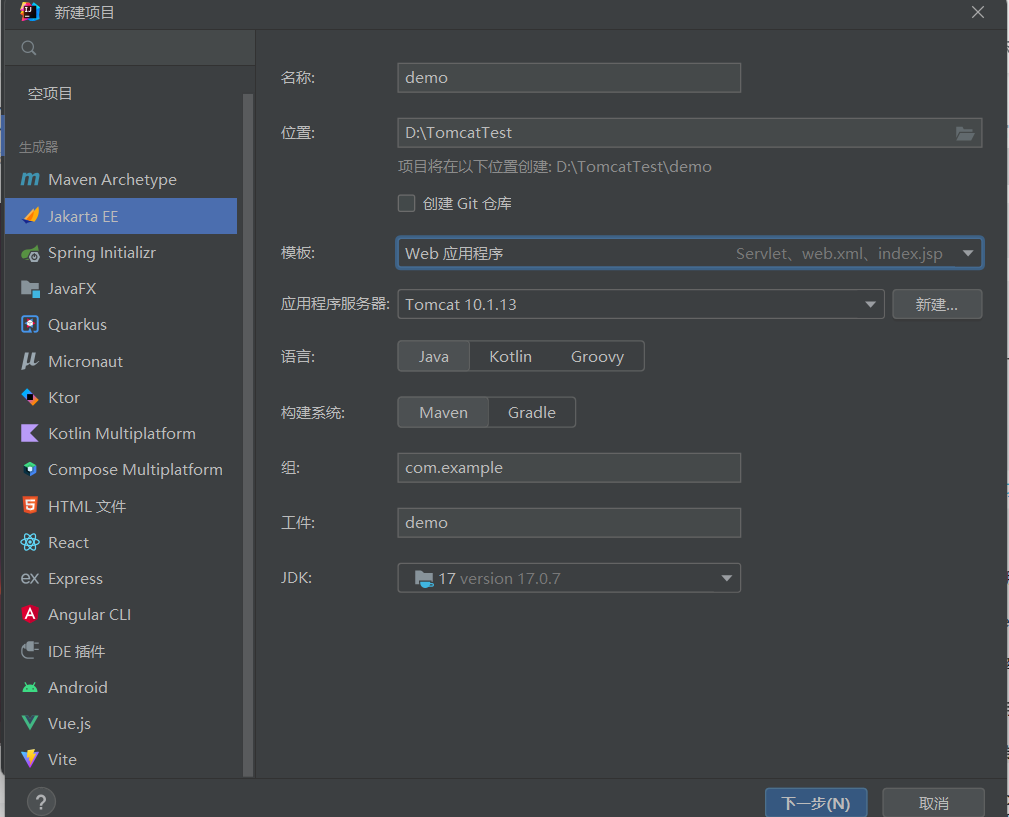 新建项目
空项目
生成器
Maven Archetype
Jakarta EE
Spring Initializr
JavaFX
Quarkus
Micronaut
Ktor
Kotlin Multiplatform
Compose Multiplatform
HTML 文件
React
ex Express
Angular CLI
IDE 插件
Android
Vue.js
Vite
名称: demo
位置: D:\TomcatTest
项目将在以下位置创建: D:\TomcatTest\demo
创建 Git 仓库
模板: Web 应用程序 Servlet、web.xml、index.jsp
应用程序服务器: Tomcat 10.1.13 新建...
语言: Java Kotlin Groovy
构建系统: Maven Gradle
组: com.example
工件: demo
JDK: 17 version 17.0.7
? 下一步(N) 取消